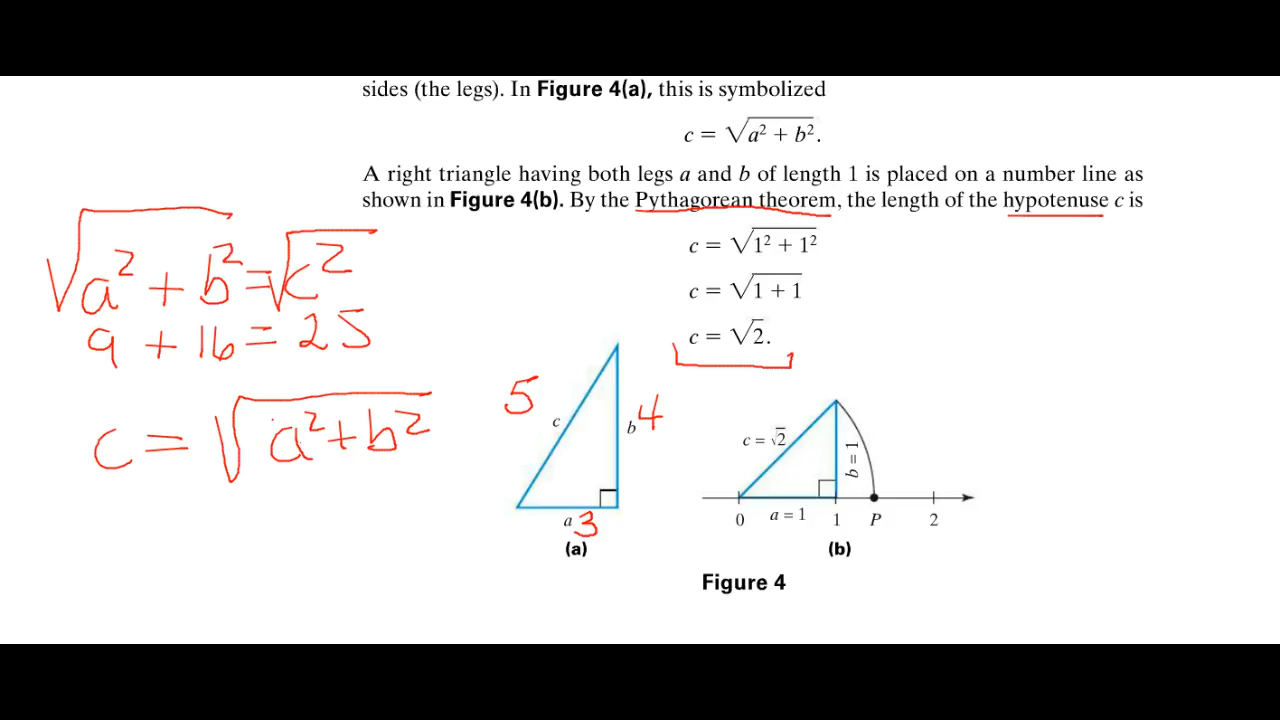 sides (the legs). In Figure 4(a), this is symbolized
c = √a² + b².
A right triangle having both legs a and b of length 1 is placed on a number line as
shown in Figure 4(b). By the Pythagorean theorem, the length of the hypotenuse c is
c = √1² + 1²
c = √1 + 1
c = √2.
√a² + b² = √c²
9 + 16 = 25
c = √a² + b²
5
c
b 4
a 3
(a)
c = √2
b = 1
0 a = 1 1 P 2
(b)
Figure 4